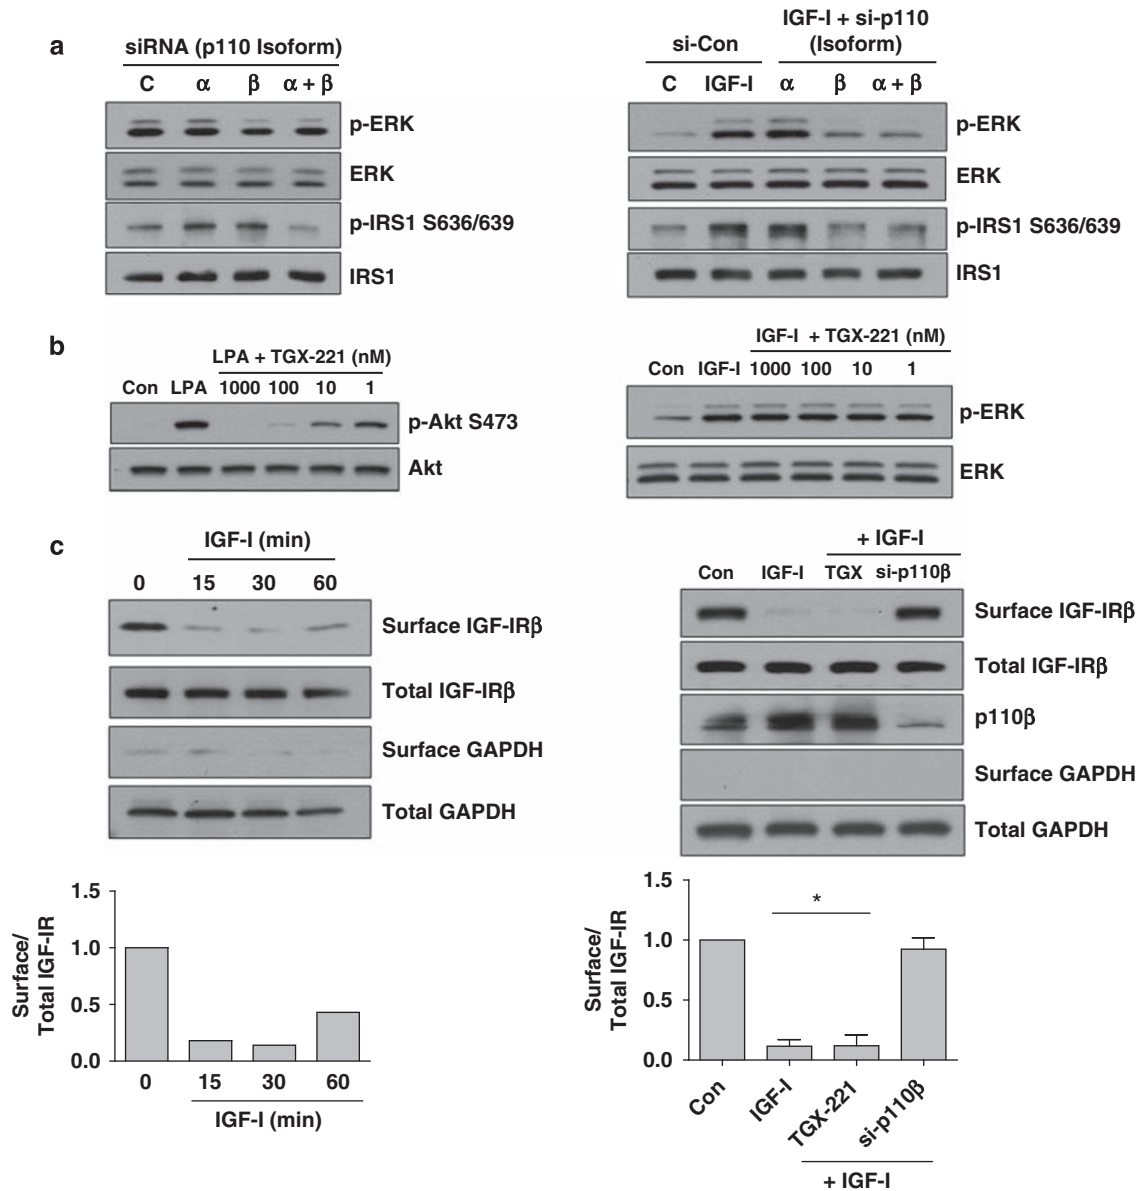 a
siRNA (p110 Isoform)
C α β α + β
p-ERK
ERK
p-IRS1 S636/639
IRS1
IGF-I + si-p110
si-Con (Isoform)
C IGF-I α β α + β
p-ERK
ERK
p-IRS1 S636/639
IRS1
b
LPA + TGX-221 (nM)
Con LPA 1000 100 10 1
p-Akt S473
Akt
IGF-I + TGX-221 (nM)
Con IGF-I 1000 100 10 1
p-ERK
ERK
c
IGF-I (min)
0 15 30 60
Surface IGF-IRβ
Total IGF-IRβ
Surface GAPDH
Total GAPDH
+ IGF-I
Con IGF-I TGX si-p110β
Surface IGF-IRβ
Total IGF-IRβ
p110β
Surface GAPDH
Total GAPDH
Surface/
Total IGF-IR
1.5
1.0
0.5
0.0
0 15 30 60
IGF-I (min)
Surface/
Total IGF-IR
1.5
1.0
0.5
0.0
*
Con IGF-I TGX-221 si-p110β
+ IGF-I